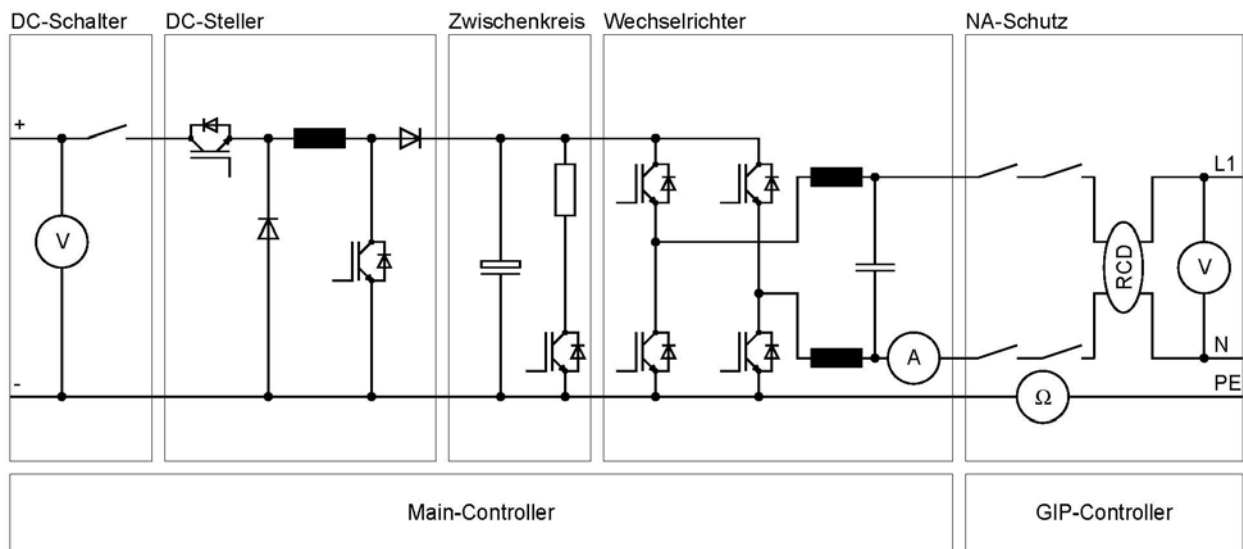 DC-Schalter
DC-Steller
Zwischenkreis
Wechselrichter
NA-Schutz
+
L1
V
RCD
V
A
N
-
PE
Ω
Main-Controller
GIP-Controller